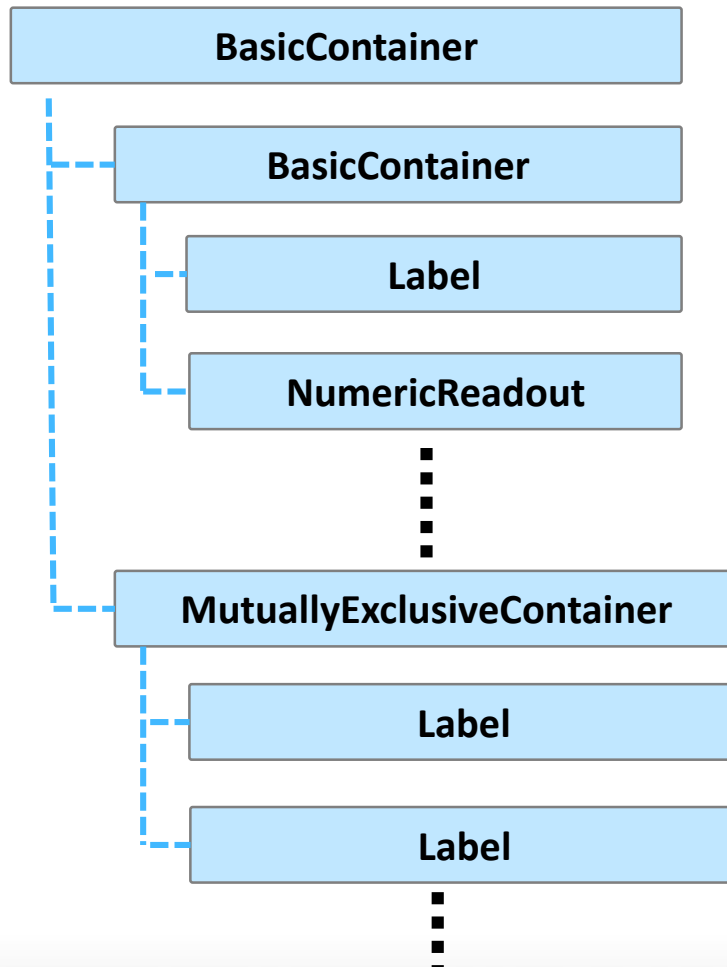 BasicContainer
BasicContainer
Label
NumericReadout
MutuallyExclusiveContainer
Label
Label